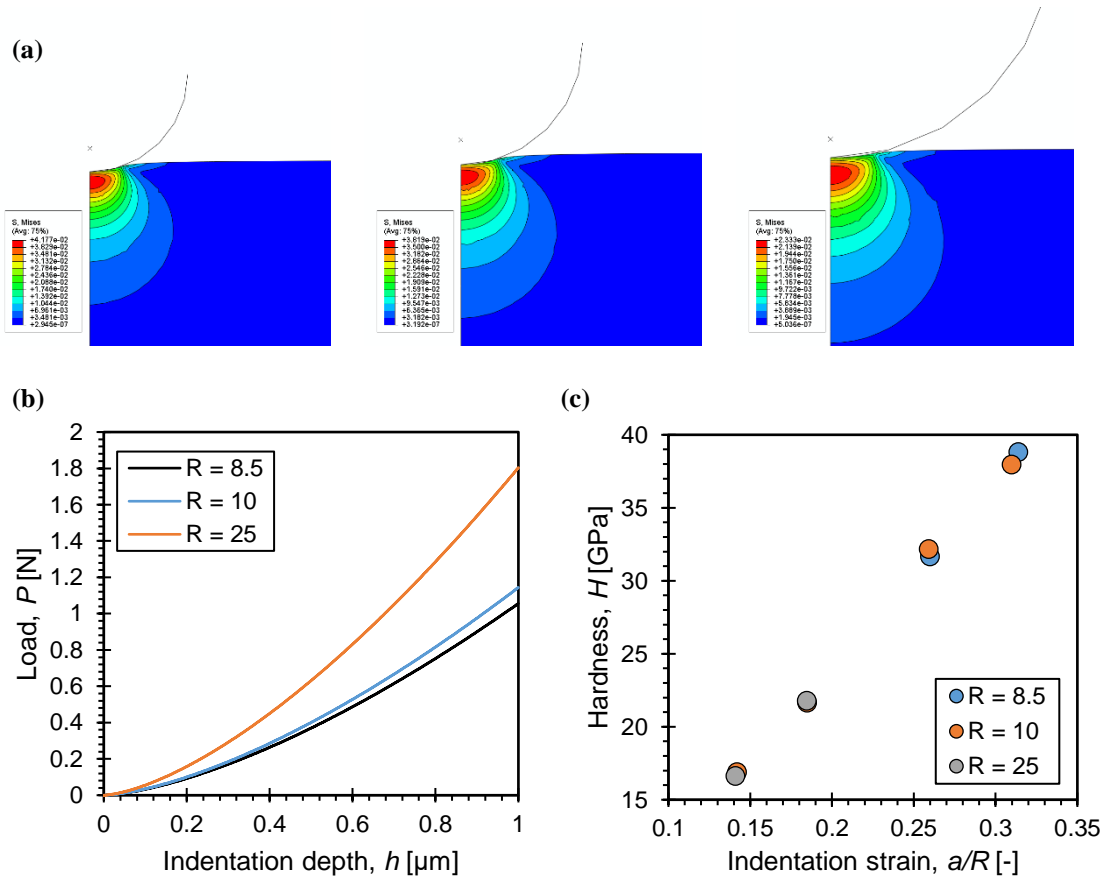 (a)
S, Mises
(Avg: 75%)
+4.177e-02
+3.829e-02
+3.481e-02
+3.132e-02
+2.784e-02
+2.436e-02
+2.088e-02
+1.740e-02
+1.392e-02
+1.044e-02
+6.961e-03
+3.481e-03
+2.945e-07
S, Mises
(Avg: 75%)
+3.819e-02
+3.500e-02
+3.182e-02
+2.864e-02
+2.546e-02
+2.228e-02
+1.909e-02
+1.591e-02
+1.273e-02
+9.547e-03
+6.365e-03
+3.182e-03
+3.192e-07
S, Mises
(Avg: 75%)
+2.333e-02
+2.139e-02
+1.944e-02
+1.750e-02
+1.556e-02
+1.361e-02
+1.167e-02
+9.722e-03
+7.778e-03
+5.834e-03
+3.889e-03
+1.945e-03
+5.036e-07
(b)
2
1.8
1.6
1.4
1.2
1
0.8
0.6
0.4
0.2
0
Load, P [N]
R = 8.5
R = 10
R = 25
0
0.2
0.4
0.6
0.8
1
Indentation depth, h [µm]
(c)
40
35
30
25
20
15
Hardness, H [GPa]
R = 8.5
R = 10
R = 25
0.1
0.15
0.20
0.25
0.30
0.35
Indentation strain, a/R [-]